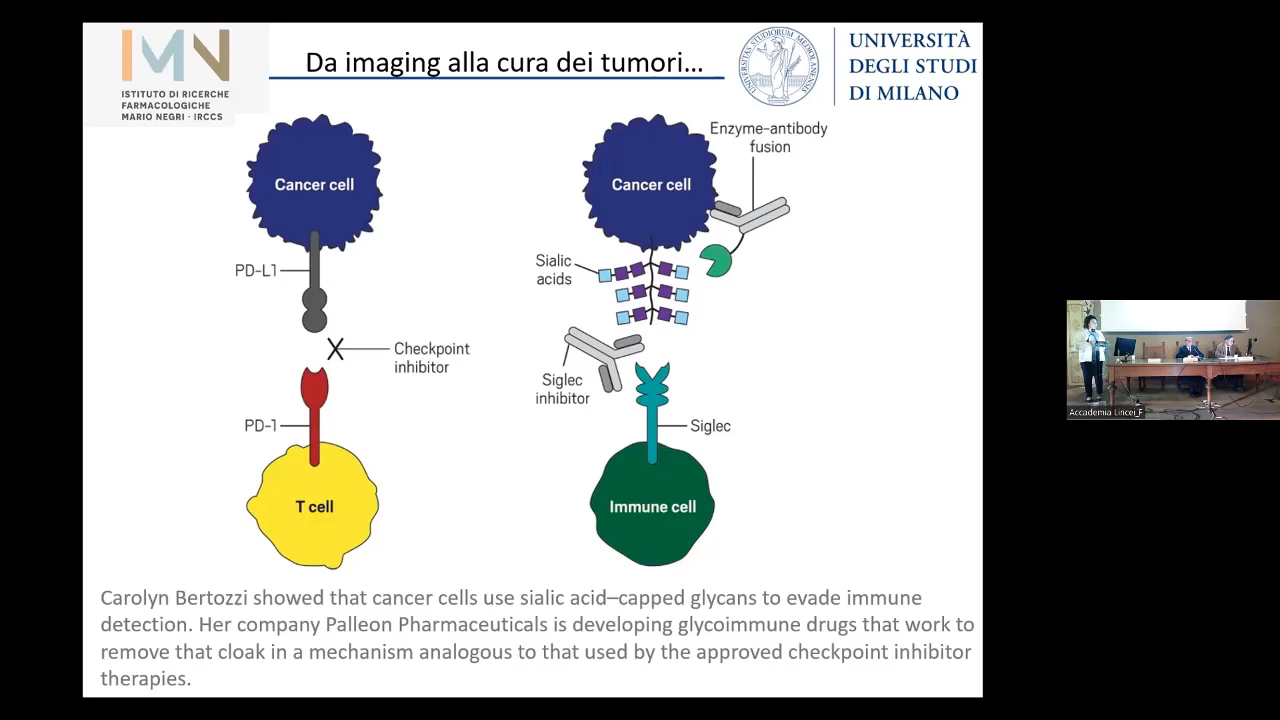 IMN
ISTITUTO DI RICERCHE
FARMACOLOGICHE
MARIO NEGRI · IRCCS
Da imaging alla cura dei tumori...
UNIVERSITÀ
DEGLI STUDI
DI MILANO
Enzyme–antibody
fusion
Cancer cell
Cancer cell
PD-L1
Sialic
acids
Checkpoint
inhibitor
Siglec
inhibitor
PD-1
Siglec
T cell
Immune cell
Carolyn Bertozzi showed that cancer cells use sialic acid–capped glycans to evade immune
detection. Her company Palleon Pharmaceuticals is developing glycoimmune drugs that work to
remove that cloak in a mechanism analogous to that used by the approved checkpoint inhibitor
therapies.
Accademia Lincei_F